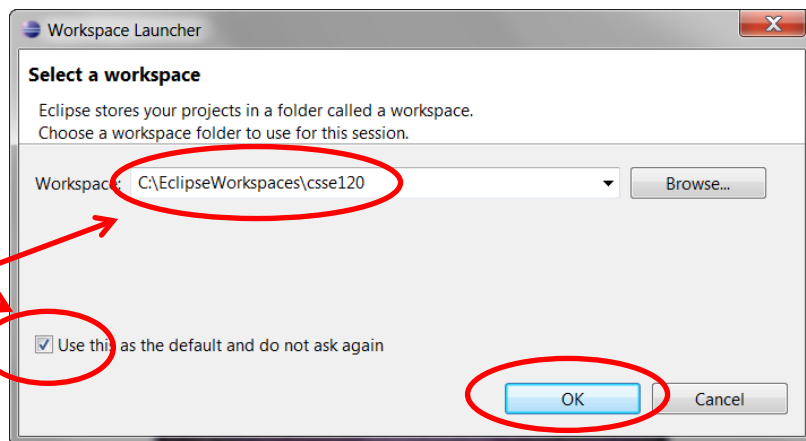 Workspace Launcher
Select a workspace
Eclipse stores your projects in a folder called a workspace.
Choose a workspace folder to use for this session.
Workspace: C:\EclipseWorkspaces\csse120 Browse...
Use this as the default and do not ask again
OK Cancel